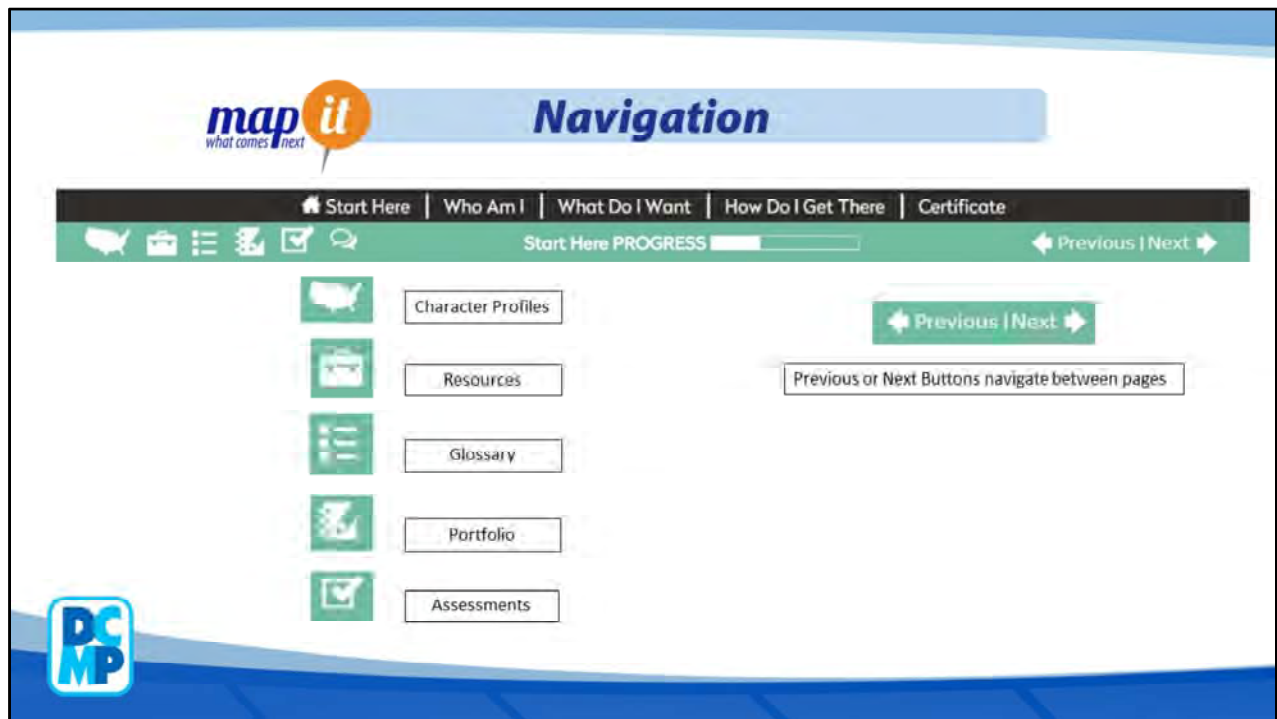 map it
what comes next
Navigation
Start Here | Who Am I | What Do I Want | How Do I Get There | Certificate
Start Here PROGRESS
Previous | Next
Character Profiles
Previous | Next
Resources
Previous or Next Buttons navigate between pages
Glossary
Portfolio
Assessments
DC
MP